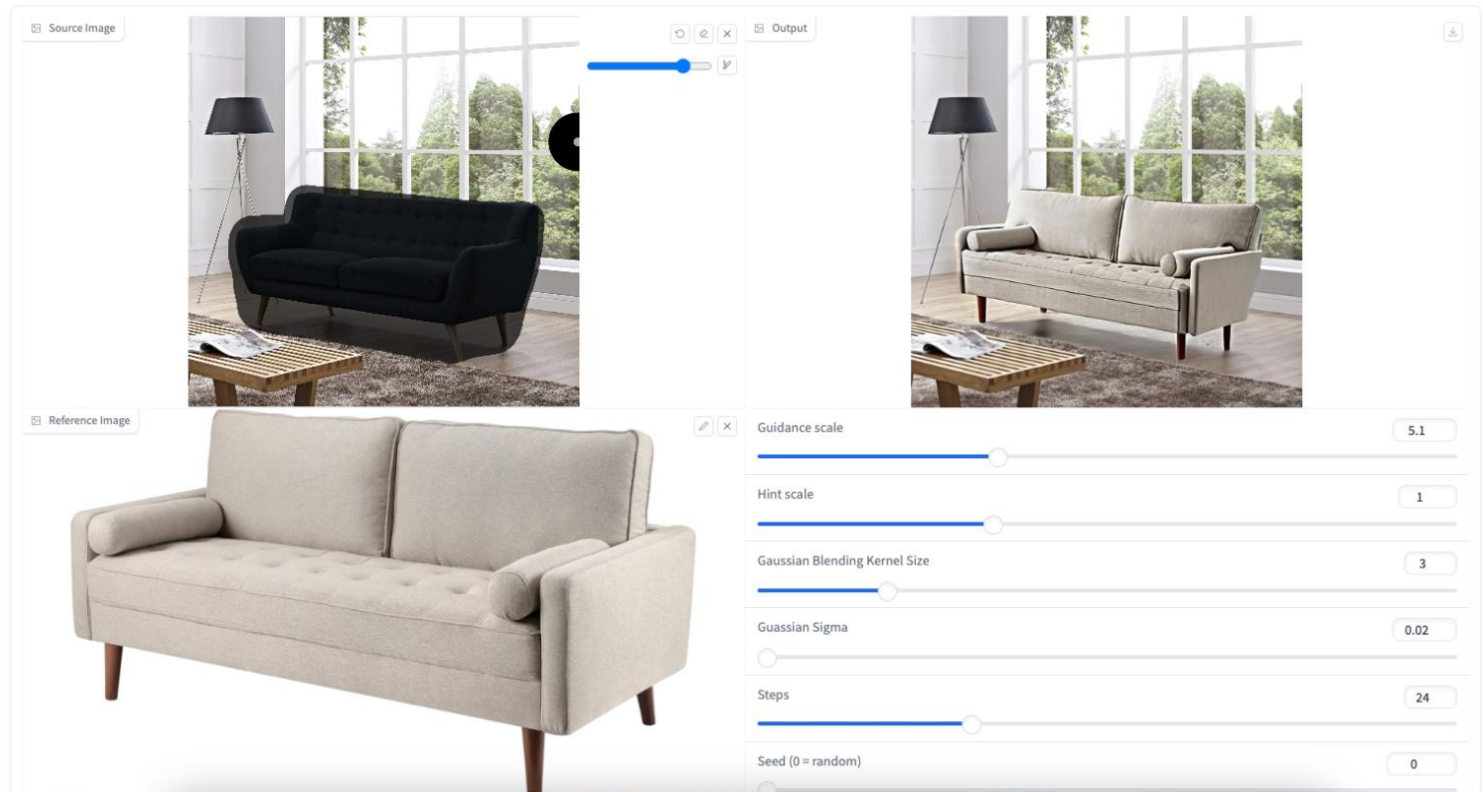 Source Image
Output
Reference Image
Guidance scale
5.1
Hint scale
1
Gaussian Blending Kernel Size
3
Guassian Sigma
0.02
Steps
24
Seed (0 = random)
0